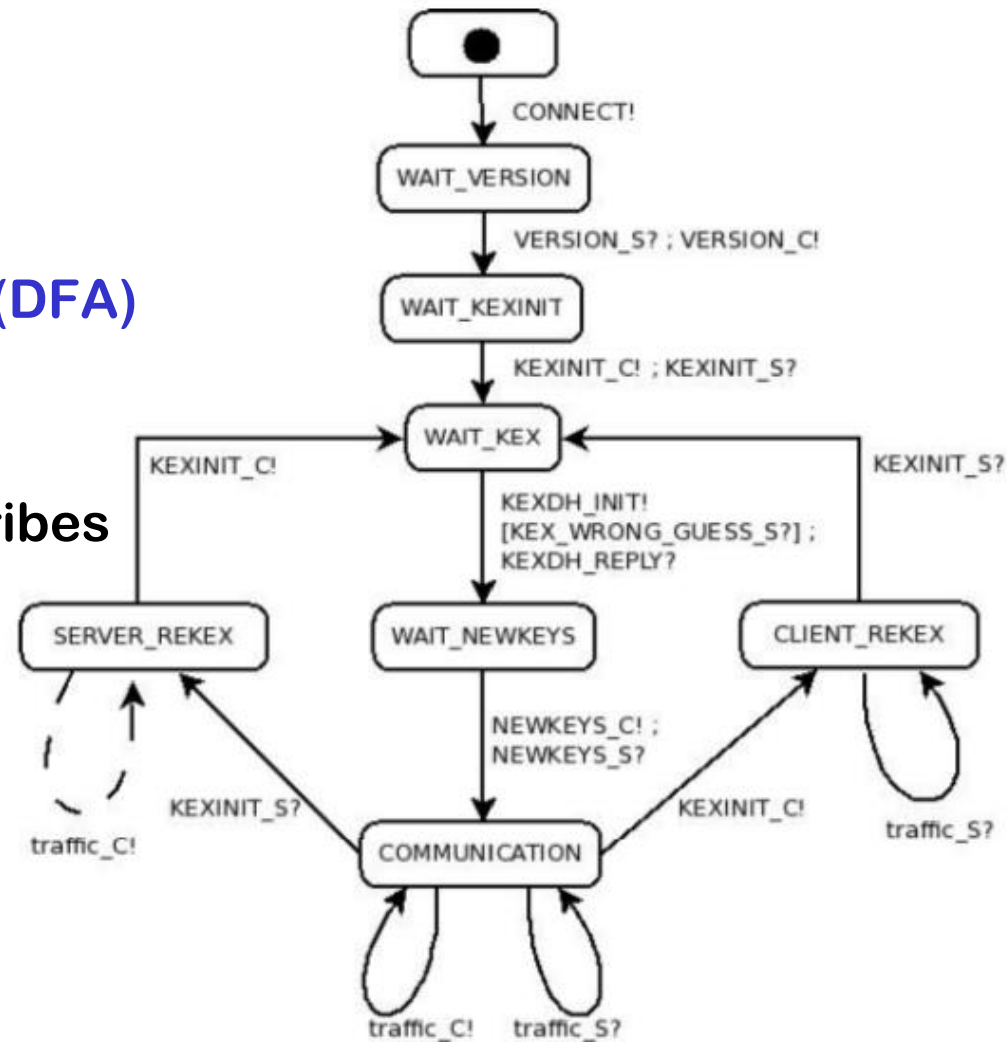 CONNECT!
WAIT_VERSION
VERSION_S? ; VERSION_C!
(DFA)
WAIT_KEXINIT
KEXINIT_C! ; KEXINIT_S?
WAIT_KEX
KEXINIT_C!
KEXINIT_S?
KEXDH_INIT!
[KEX_WRONG_GUESS_S?] ;
KEXDH_REPLY?
ribes
SERVER_REKEX
WAIT_NEWKEYS
CLIENT_REKEX
NEWKEYS_C! ;
NEWKEYS_S?
KEXINIT_S?
KEXINIT_C!
traffic_C!
traffic_S?
COMMUNICATION
traffic_C!
traffic_S?